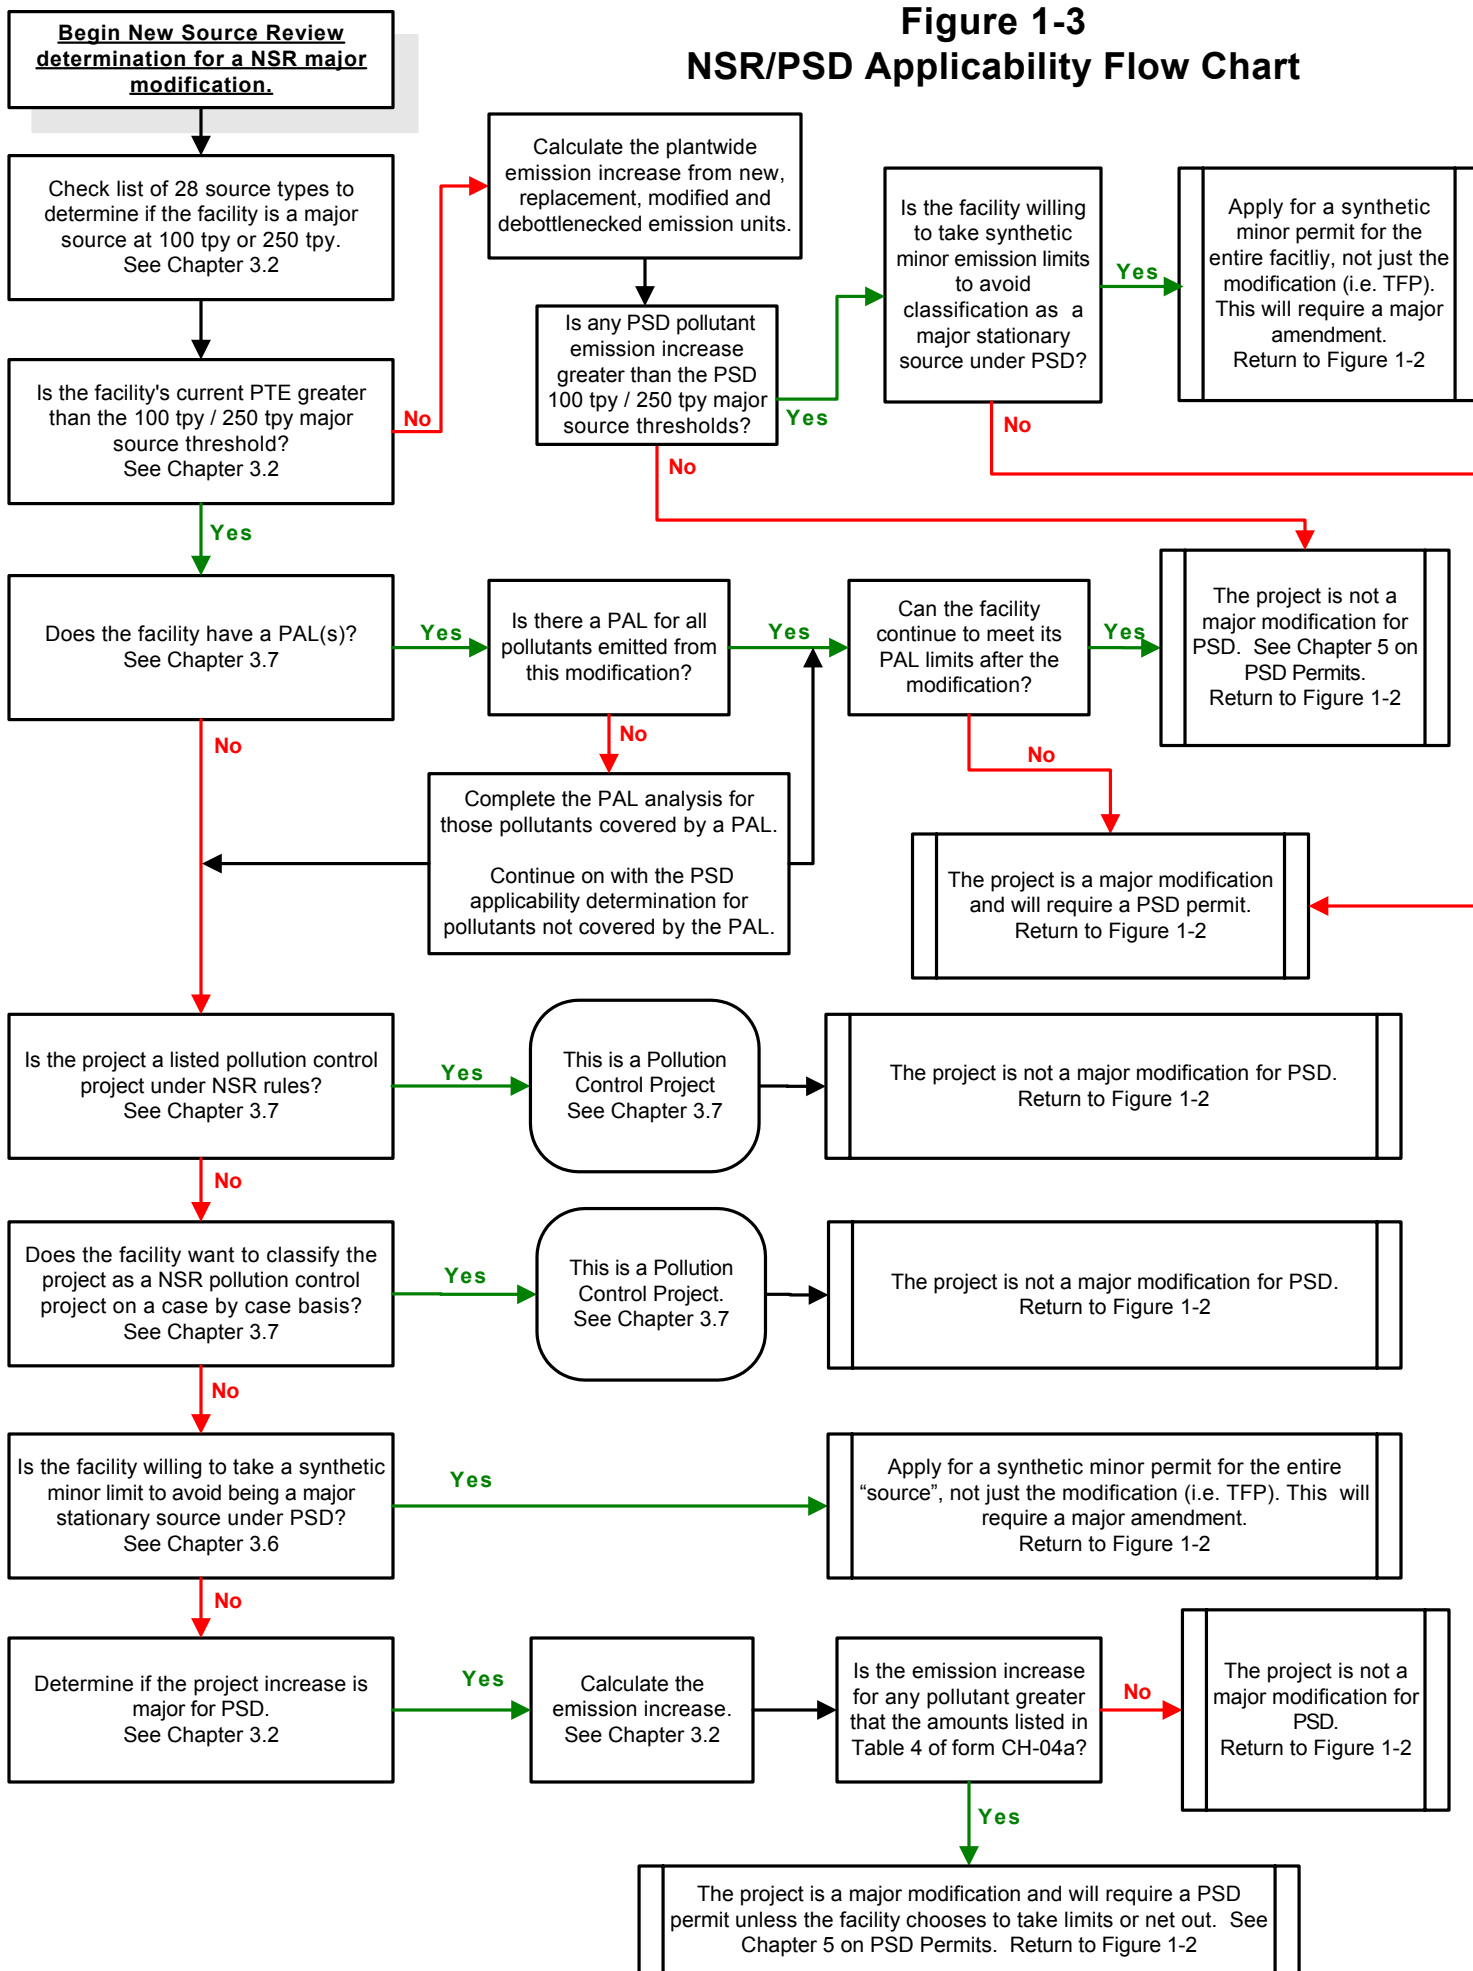 Figure 1-3
NSR/PSD Applicability Flow Chart
Begin New Source Review
determination for a NSR major
modification.
Check list of 28 source types to
determine if the facility is a major
source at 100 tpy or 250 tpy.
See Chapter 3.2
Is the facility's current PTE greater
than the 100 tpy / 250 tpy major
source threshold?
See Chapter 3.2
No
Yes
Calculate the plantwide
emission increase from new,
replacement, modified and
debottlenecked emission units.
Is any PSD pollutant
emission increase
greater than the PSD
100 tpy / 250 tpy major
source thresholds?
Yes
No
Is the facility willing
to take synthetic
minor emission limits
to avoid
classification as a
major stationary
source under PSD?
Yes
No
Apply for a synthetic
minor permit for the
entire facitliy, not just the
modification (i.e. TFP).
This will require a major
amendment.
Return to Figure 1-2
Does the facility have a PAL(s)?
See Chapter 3.7
Yes
No
Is there a PAL for all
pollutants emitted from
this modification?
Yes
No
Can the facility
continue to meet its
PAL limits after the
modification?
Yes
No
The project is not a
major modification for
PSD. See Chapter 5 on
PSD Permits.
Return to Figure 1-2
Complete the PAL analysis for
those pollutants covered by a PAL.
Continue on with the PSD
applicability determination for
pollutants not covered by the PAL.
The project is a major modification
and will require a PSD permit.
Return to Figure 1-2
Is the project a listed pollution control
project under NSR rules?
See Chapter 3.7
Yes
No
This is a Pollution
Control Project
See Chapter 3.7
The project is not a major modification for PSD.
Return to Figure 1-2
Does the facility want to classify the
project as a NSR pollution control
project on a case by case basis?
See Chapter 3.7
Yes
No
This is a Pollution
Control Project.
See Chapter 3.7
The project is not a major modification for PSD.
Return to Figure 1-2
Is the facility willing to take a synthetic
minor limit to avoid being a major
stationary source under PSD?
See Chapter 3.6
Yes
No
Apply for a synthetic minor permit for the entire
“source”, not just the modification (i.e. TFP). This will
require a major amendment.
Return to Figure 1-2
Determine if the project increase is
major for PSD.
See Chapter 3.2
Yes
Calculate the
emission increase.
See Chapter 3.2
Is the emission increase
for any pollutant greater
that the amounts listed in
Table 4 of form CH-04a?
No
Yes
The project is not a
major modification for
PSD.
Return to Figure 1-2
The project is a major modification and will require a PSD
permit unless the facility chooses to take limits or net out. See
Chapter 5 on PSD Permits. Return to Figure 1-2